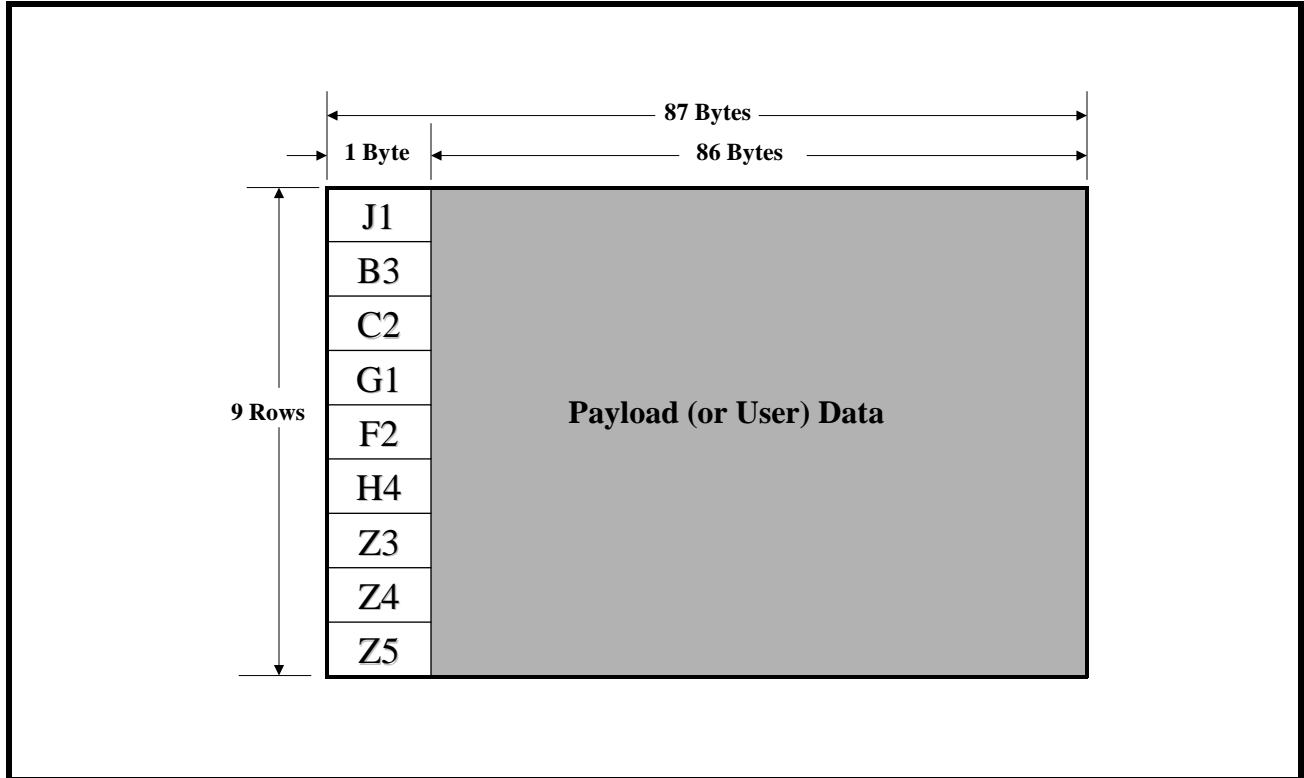 87 Bytes
1 Byte
86 Bytes
J1
B3
C2
G1
F2
H4
Z3
Z4
Z5
9 Rows
Payload (or User) Data